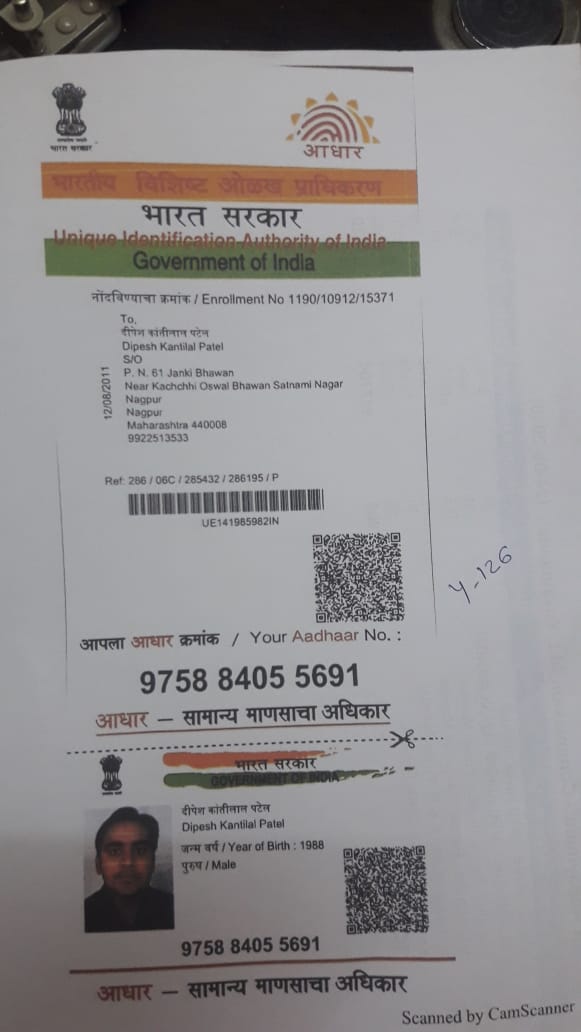 भारत सरकार
आधार
भारतीय विशिष्ट ओळख प्राधिकरण
भारत सरकार
Unique Identification Authority of India
Government of India
नोंदविण्याचा क्रमांक / Enrollment No 1190/10912/15371
To,
दीपेश कांतीलाल पटेल
Dipesh Kantilal Patel
S/O
P. N. 61 Janki Bhawan
Near Kachchhi Oswal Bhawan Satnami Nagar
Nagpur
Nagpur
Maharashtra 440008
9922513533
12/08/2011
Ref: 286 / 06C / 285432 / 286195 / P
UE141985982IN
Y-126
आपला आधार क्रमांक / Your Aadhaar No. :
9758 8405 5691
आधार – सामान्य माणसाचा अधिकार
भारत सरकार
GOVERNMENT OF INDIA
दीपेश कांतीलाल पटेल
Dipesh Kantilal Patel
जन्म वर्ष / Year of Birth : 1988
पुरुष / Male
9758 8405 5691
आधार – सामान्य माणसाचा अधिकार
Scanned by CamScanner